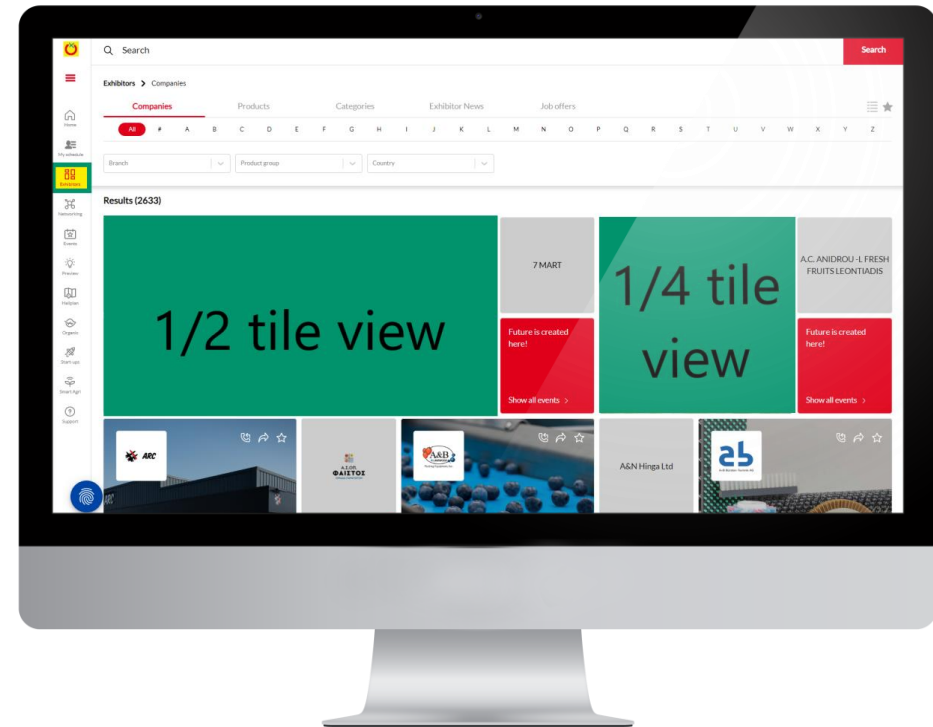 Search
Search
Exhibitors > Companies
Companies Products Categories Exhibitor News Job offers
All # A B C D E F G H I J K L M N O P Q R S T U V W X Y Z
Branch Product group Country
Home
My schedule
Exhibitors
Networking
Events
Preview
Hallplan
Organic
Start-ups
Smart Agri
Support
Results (2633)
1/2 tile view
7 MART
Future is created
here!
Show all events >
1/4 tile
view
A.C. ANIDROU -L FRESH
FRUITS LEONTIADIS
Future is created
here!
Show all events >
ARC
ARC
Α.Σ.ΟΠ.
ΦΑΙΣΤΟΣ
A&B
A&N Hinga Ltd
ab